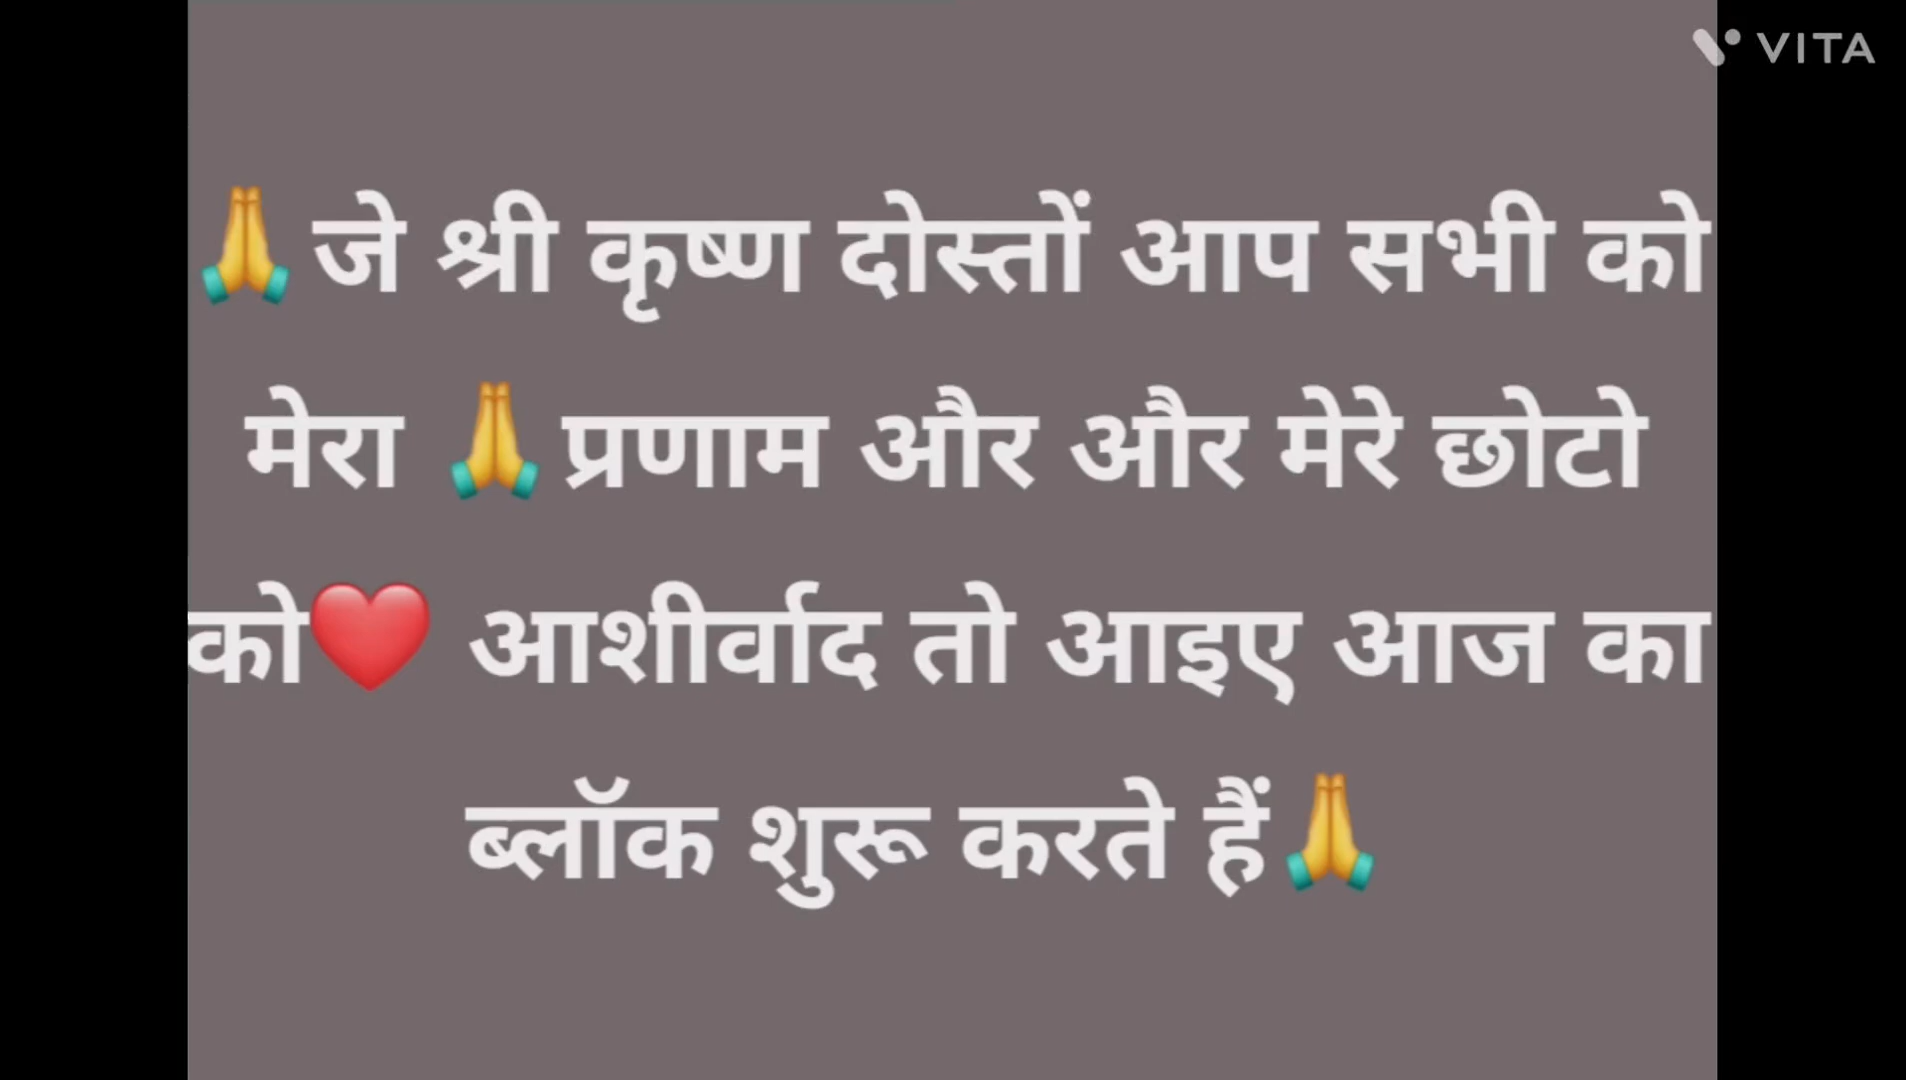 VITA
🙏जे श्री कृष्ण दोस्तों आप सभी को
मेरा 🙏प्रणाम और और मेरे छोटो
को❤️ आशीर्वाद तो आइए आज का
ब्लॉक शुरू करते हैं🙏